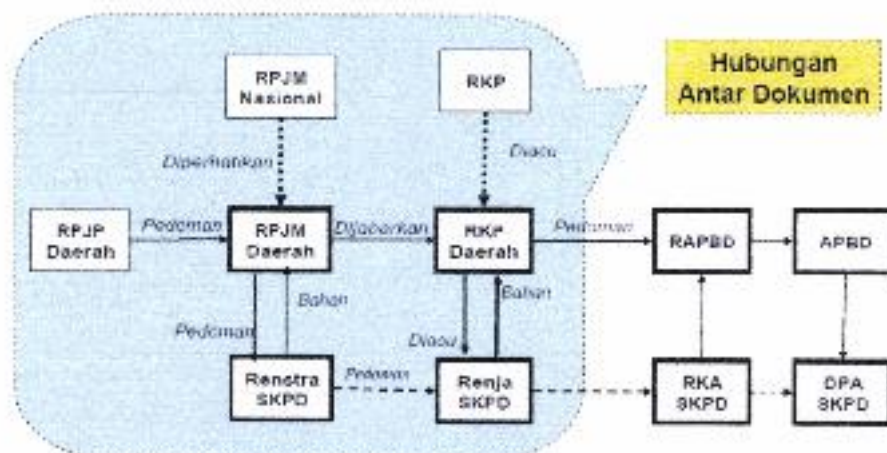 RPJM
Nasional
RKP
Hubungan
Antar Dokumen
Diperhatikan
Diacu
RPJP
Daerah
Pedoman
RPJM
Daerah
Dijabarkan
RKP
Daerah
Pedoman
RAPBD
APBD
Pedoman
Bahan
Diacu
Bahan
Renstra
SKPD
Pedoman
Renja
SKPD
RKA
SKPD
DPA
SKPD